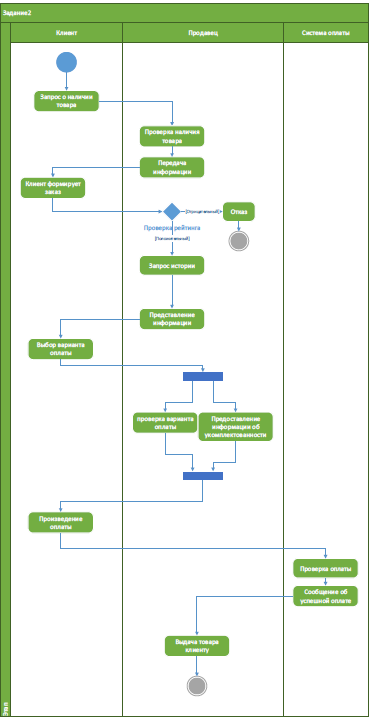 Задание2
Клиент
Продавец
Система оплаты
Запрос о наличии
товара
Проверка наличия
товара
Передача
информации
Клиент формирует
заказ
[Отрицательный]
Отказ
Проверка рейтинга
[Положительный]
Запрос истории
Представление
информации
Выбор варианта
оплаты
проверка варианта
оплаты
Предоставление
информации об
укомплектованности
Произведение
оплаты
Проверка оплаты
Сообщение об
успешной оплате
Выдача товара
клиенту
Этап